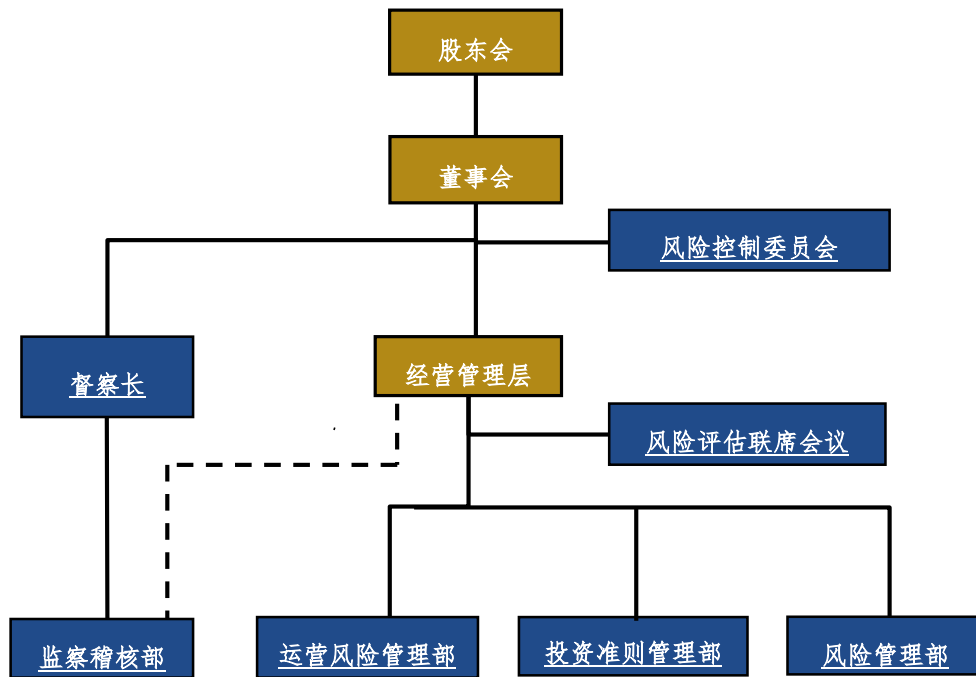 股东会
董事会
风险控制委员会
督察长
经营管理层
风险评估联席会议
监察稽核部
运营风险管理部
投资准则管理部
风险管理部